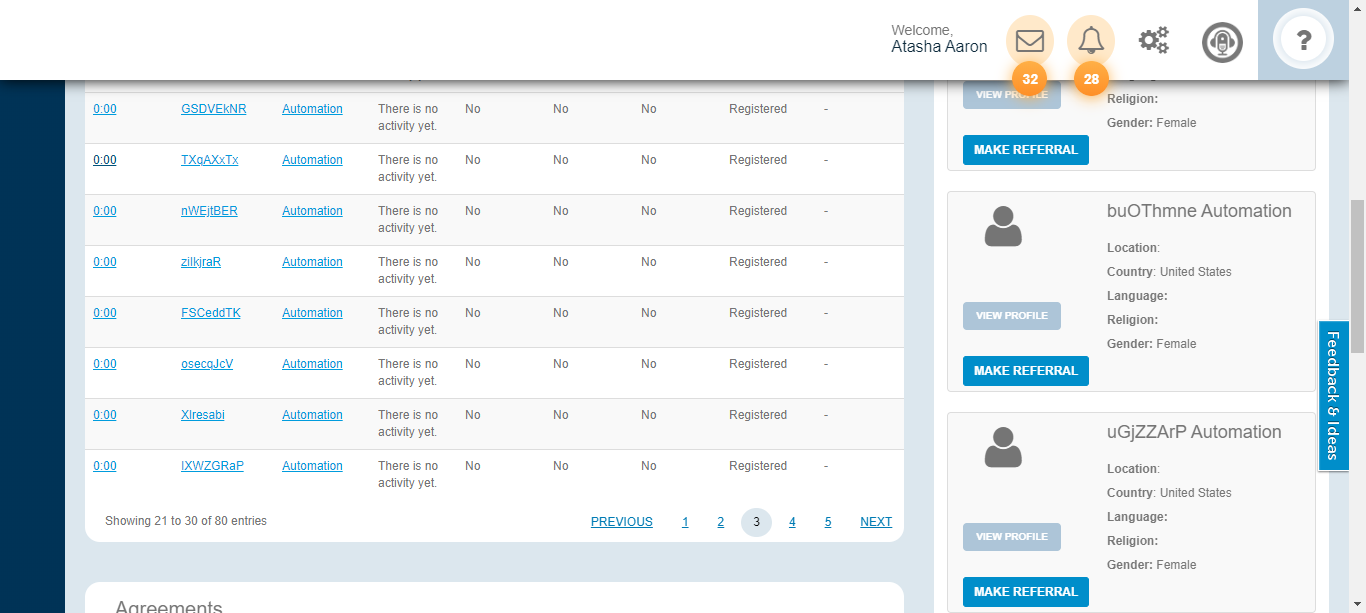 Welcome,
Atasha Aaron
32
28
?
0:00 GSDVEkNR Automation There is no activity yet. No No No Registered -
0:00 TXqAXxTx Automation There is no activity yet. No No No Registered -
0:00 nWEjtBER Automation There is no activity yet. No No No Registered -
0:00 zilkjraR Automation There is no activity yet. No No No Registered -
0:00 FSCeddTK Automation There is no activity yet. No No No Registered -
0:00 osecqJcV Automation There is no activity yet. No No No Registered -
0:00 XIresabi Automation There is no activity yet. No No No Registered -
0:00 IXWZGRaP Automation There is no activity yet. No No No Registered -
Showing 21 to 30 of 80 entries
PREVIOUS 1 2 3 4 5 NEXT
Agreements
VIEW PROFILE
Religion:
Gender: Female
MAKE REFERRAL
buOThmne Automation
Location:
Country: United States
Language:
Religion:
VIEW PROFILE
Gender: Female
MAKE REFERRAL
uGjZZArP Automation
Location:
Country: United States
Language:
Religion:
VIEW PROFILE
Gender: Female
MAKE REFERRAL
Feedback & Ideas